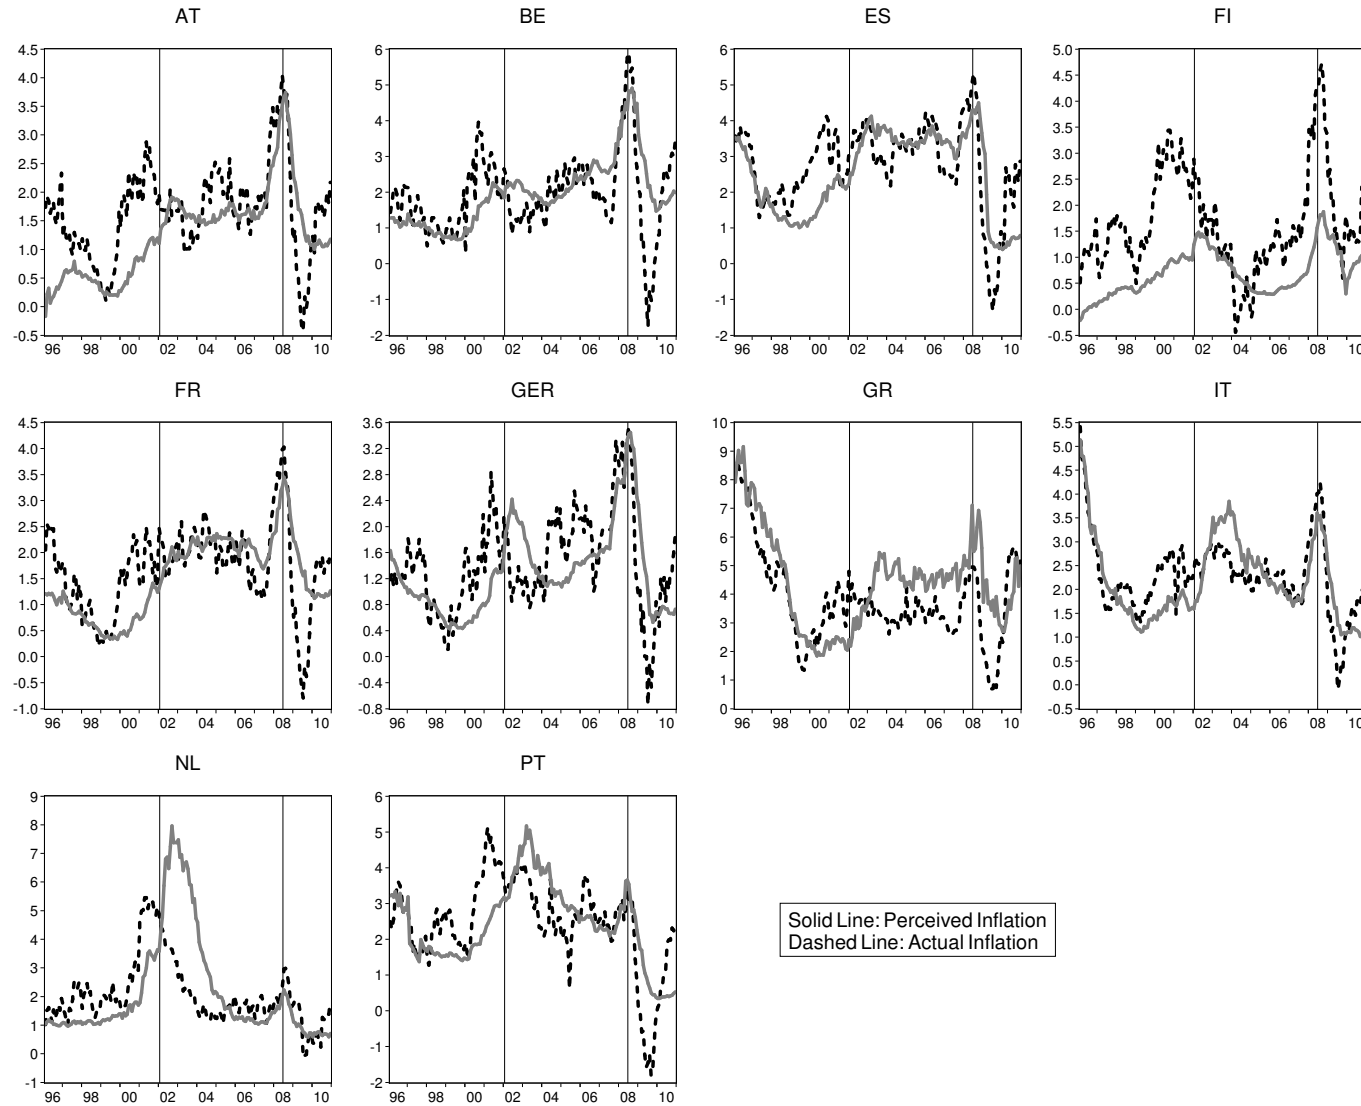 AT BE ES FI
4.5 4.0 3.5 3.0 2.5 2.0 1.5 1.0 0.5 0.0 -0.5
6 5 4 3 2 1 0 -1 -2
6 5 4 3 2 1 0 -1 -2
5.0 4.5 4.0 3.5 3.0 2.5 2.0 1.5 1.0 0.5 0.0 -0.5
96 98 00 02 04 06 08 10
96 98 00 02 04 06 08 10
96 98 00 02 04 06 08 10
96 98 00 02 04 06 08 10
FR GER GR IT
4.5 4.0 3.5 3.0 2.5 2.0 1.5 1.0 0.5 0.0 -0.5 -1.0
3.6 3.2 2.8 2.4 2.0 1.6 1.2 0.8 0.4 0.0 -0.4 -0.8
10 9 8 7 6 5 4 3 2 1 0
5.5 5.0 4.5 4.0 3.5 3.0 2.5 2.0 1.5 1.0 0.5 0.0 -0.5
96 98 00 02 04 06 08 10
96 98 00 02 04 06 08 10
96 98 00 02 04 06 08 10
96 98 00 02 04 06 08 10
NL PT
9 8 7 6 5 4 3 2 1 0 -1
6 5 4 3 2 1 0 -1 -2
96 98 00 02 04 06 08 10
96 98 00 02 04 06 08 10
Solid Line: Perceived Inflation
Dashed Line: Actual Inflation